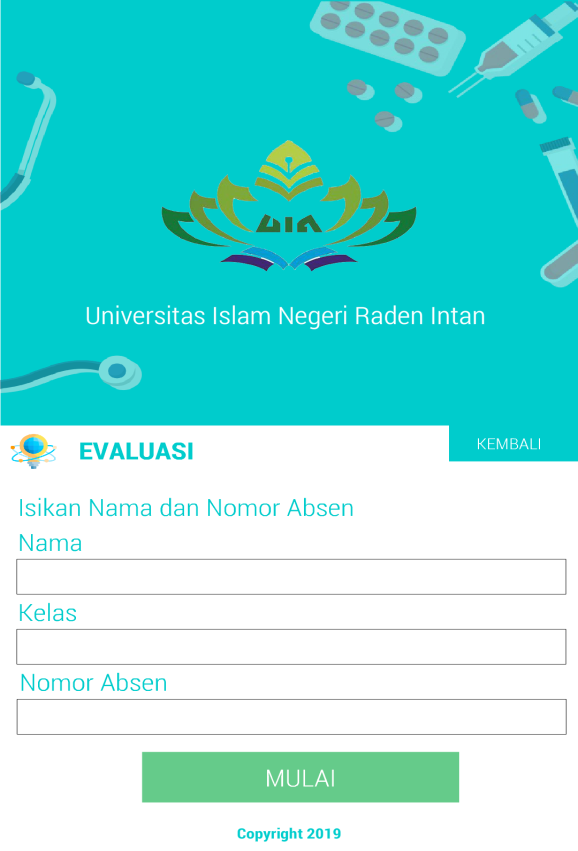 UIN
Universitas Islam Negeri Raden Intan
EVALUASI
KEMBALI
Isikan Nama dan Nomor Absen
Nama
Kelas
Nomor Absen
MULAI
Copyright 2019